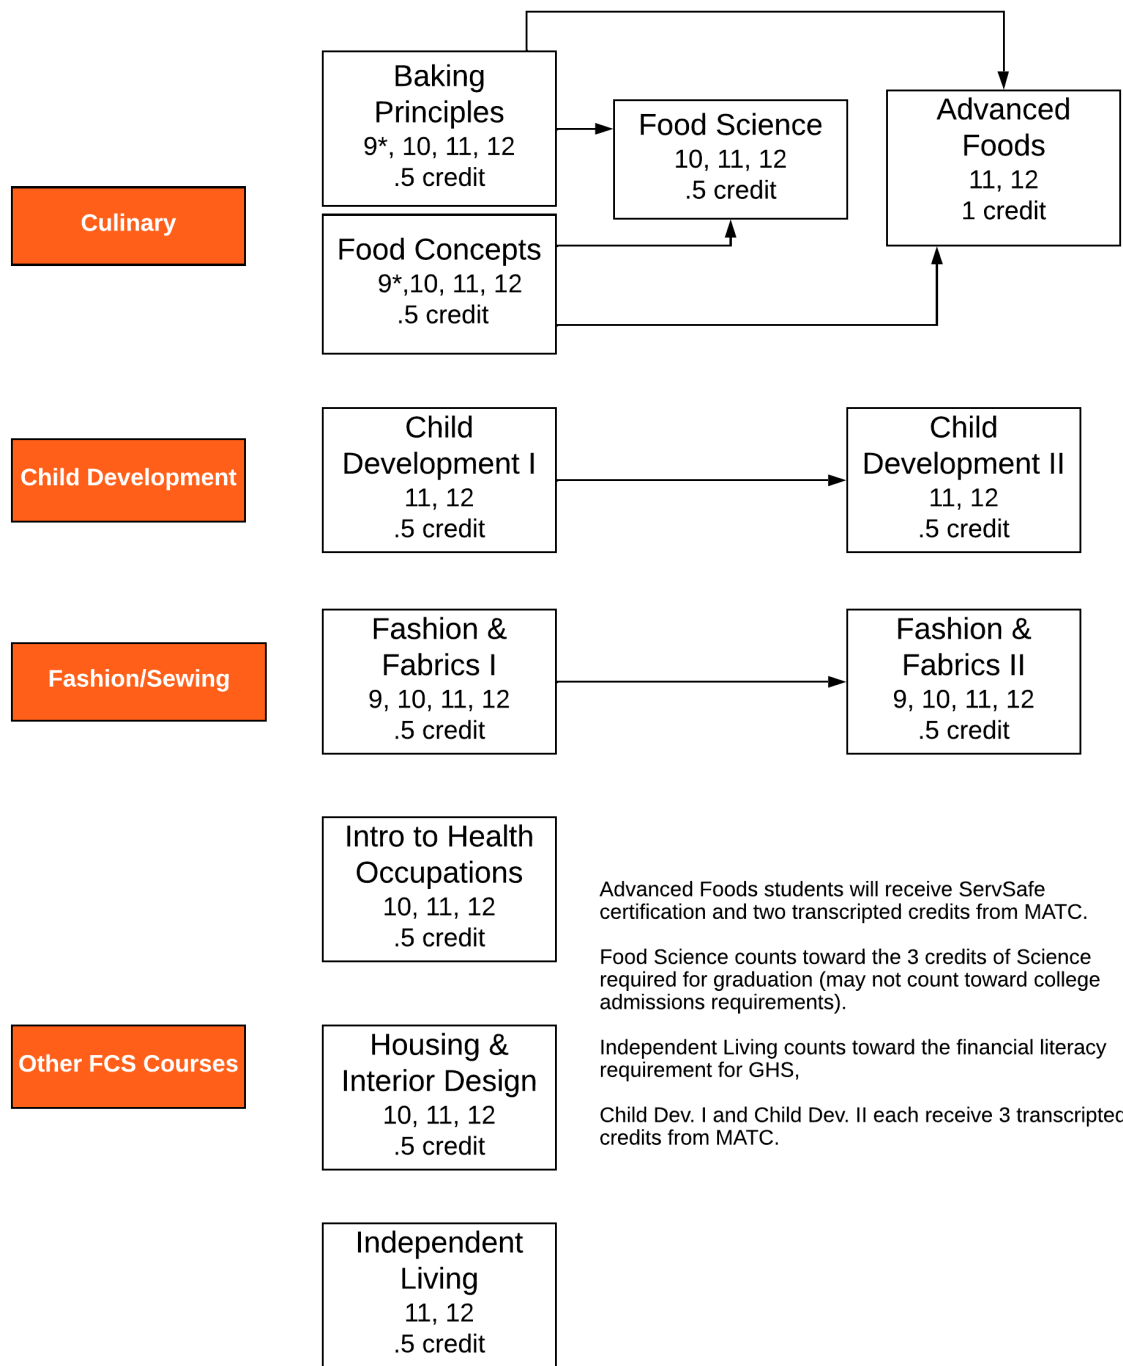 Baking
Principles
9*, 10, 11, 12
.5 credit
Food Science
10, 11, 12
.5 credit
Advanced
Foods
11, 12
1 credit
Culinary
Food Concepts
9*,10, 11, 12
.5 credit
Child Development
Child
Development I
11, 12
.5 credit
Child
Development II
11, 12
.5 credit
Fashion/Sewing
Fashion &
Fabrics I
9, 10, 11, 12
.5 credit
Fashion &
Fabrics II
9, 10, 11, 12
.5 credit
Intro to Health
Occupations
10, 11, 12
.5 credit
Advanced Foods students will receive ServSafe
certification and two transcripted credits from MATC.
Food Science counts toward the 3 credits of Science
required for graduation (may not count toward college
admissions requirements).
Independent Living counts toward the financial literacy
requirement for GHS,
Child Dev. I and Child Dev. II each receive 3 transcripted
credits from MATC.
Other FCS Courses
Housing &
Interior Design
10, 11, 12
.5 credit
Independent
Living
11, 12
.5 credit